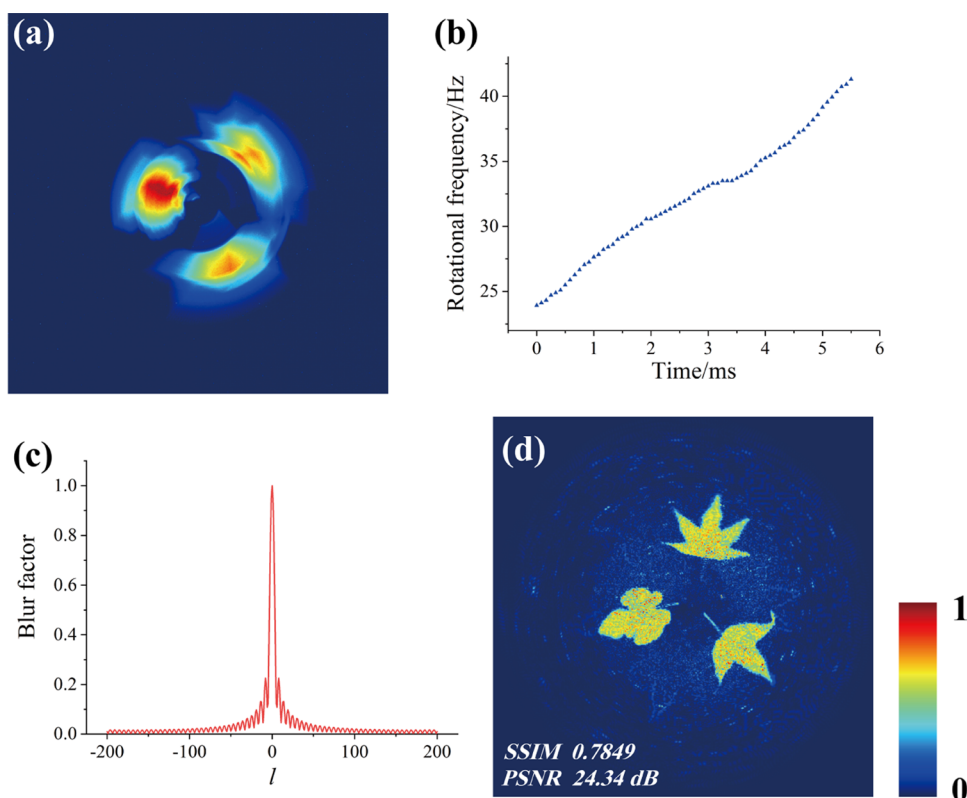 (a)
(b)
Rotational frequency/Hz
40
35
30
25
0 1 2 3 4 5 6
Time/ms
(c)
Blur factor
1.0
0.8
0.6
0.4
0.2
0.0
-200 -100 0 100 200
l
(d)
SSIM 0.7849
PSNR 24.34 dB
1
0